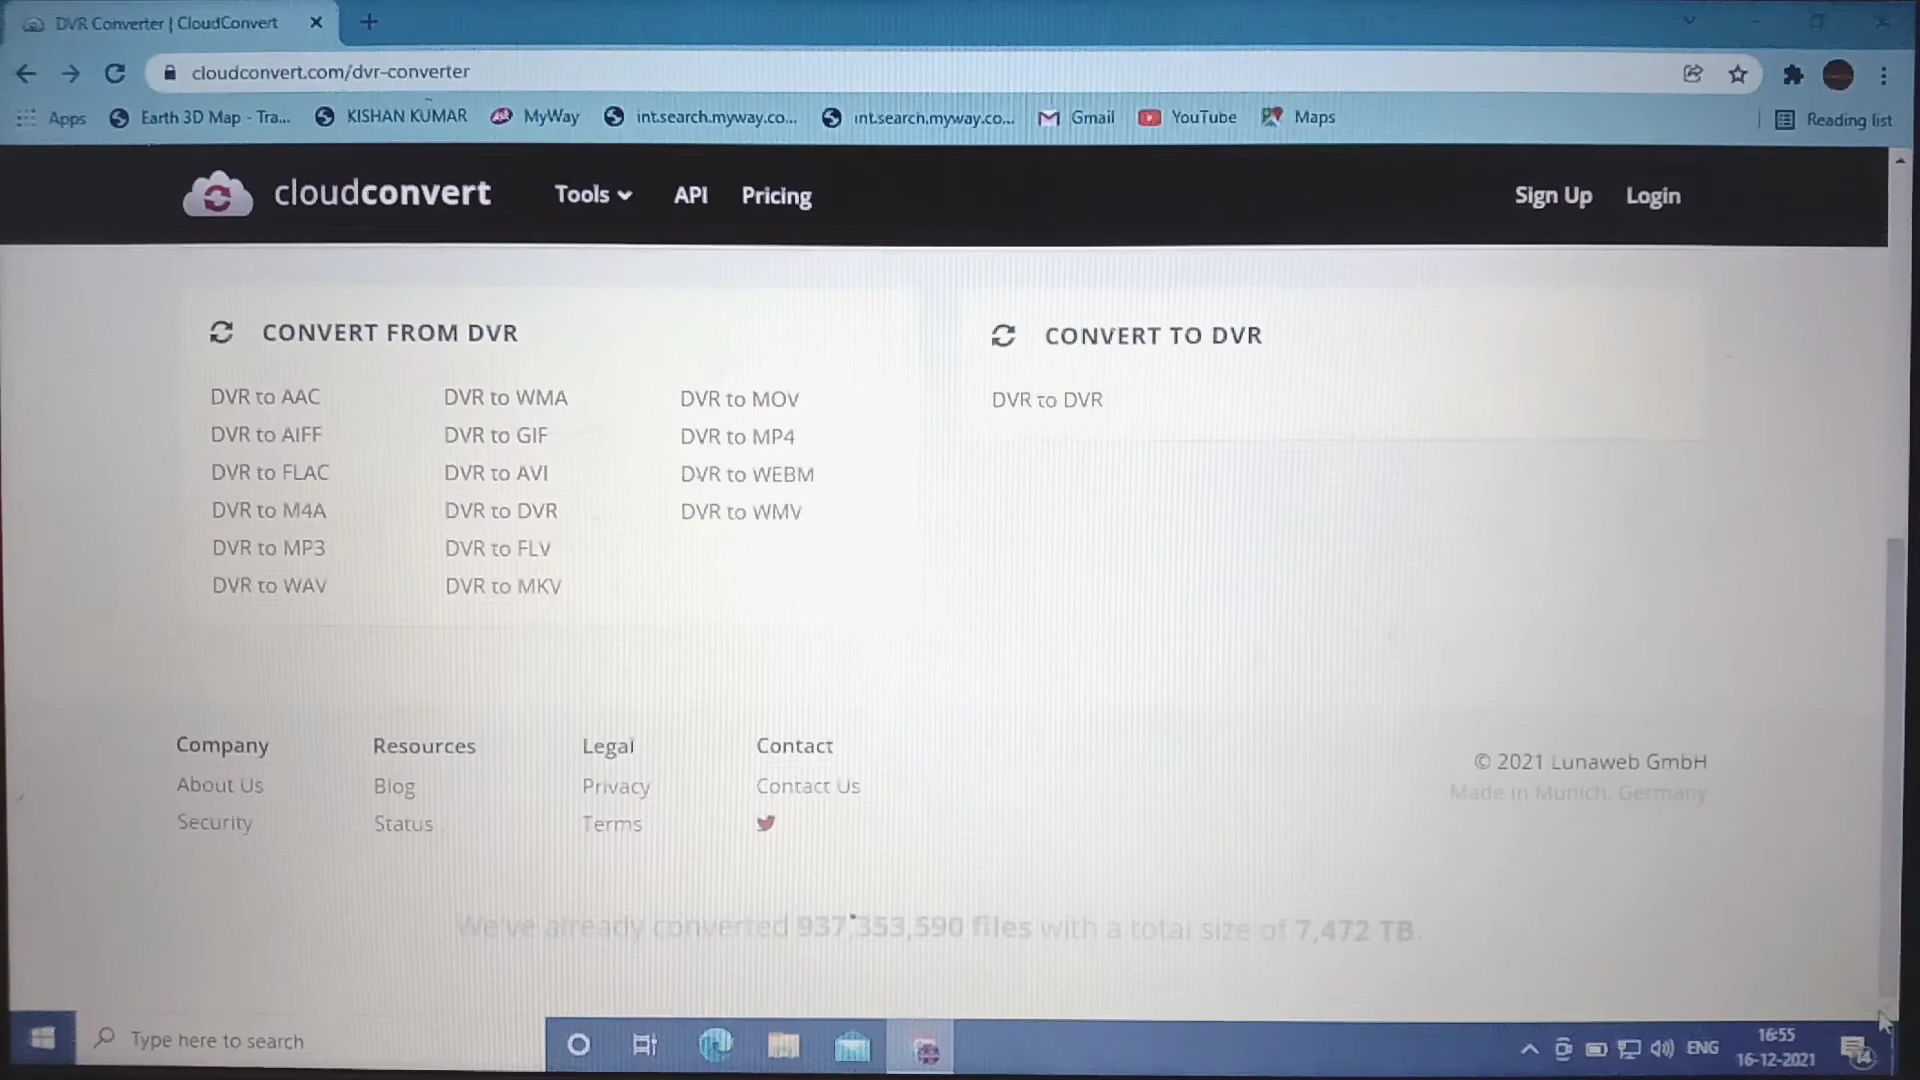 DVR Converter | CloudConvert
cloudconvert.com/dvr-converter
Apps Earth 3D Map - Tra... KISHAN KUMAR MyWay int.search.myway.co... int.search.myway.co... Gmail YouTube Maps Reading list
cloudconvert Tools API Pricing Sign Up Login
CONVERT FROM DVR
DVR to AAC DVR to WMA DVR to MOV
DVR to AIFF DVR to GIF DVR to MP4
DVR to FLAC DVR to AVI DVR to WEBM
DVR to M4A DVR to DVR DVR to WMV
DVR to MP3 DVR to FLV
DVR to WAV DVR to MKV
CONVERT TO DVR
DVR to DVR
Company Resources Legal Contact
About Us Blog Privacy Contact Us
Security Status Terms
© 2021 Lunaweb GmbH
Made in Munich, Germany
We've already converted 937,353,590 files with a total size of 7,472 TB.
Type here to search
ENG
16:55
16-12-2021
14